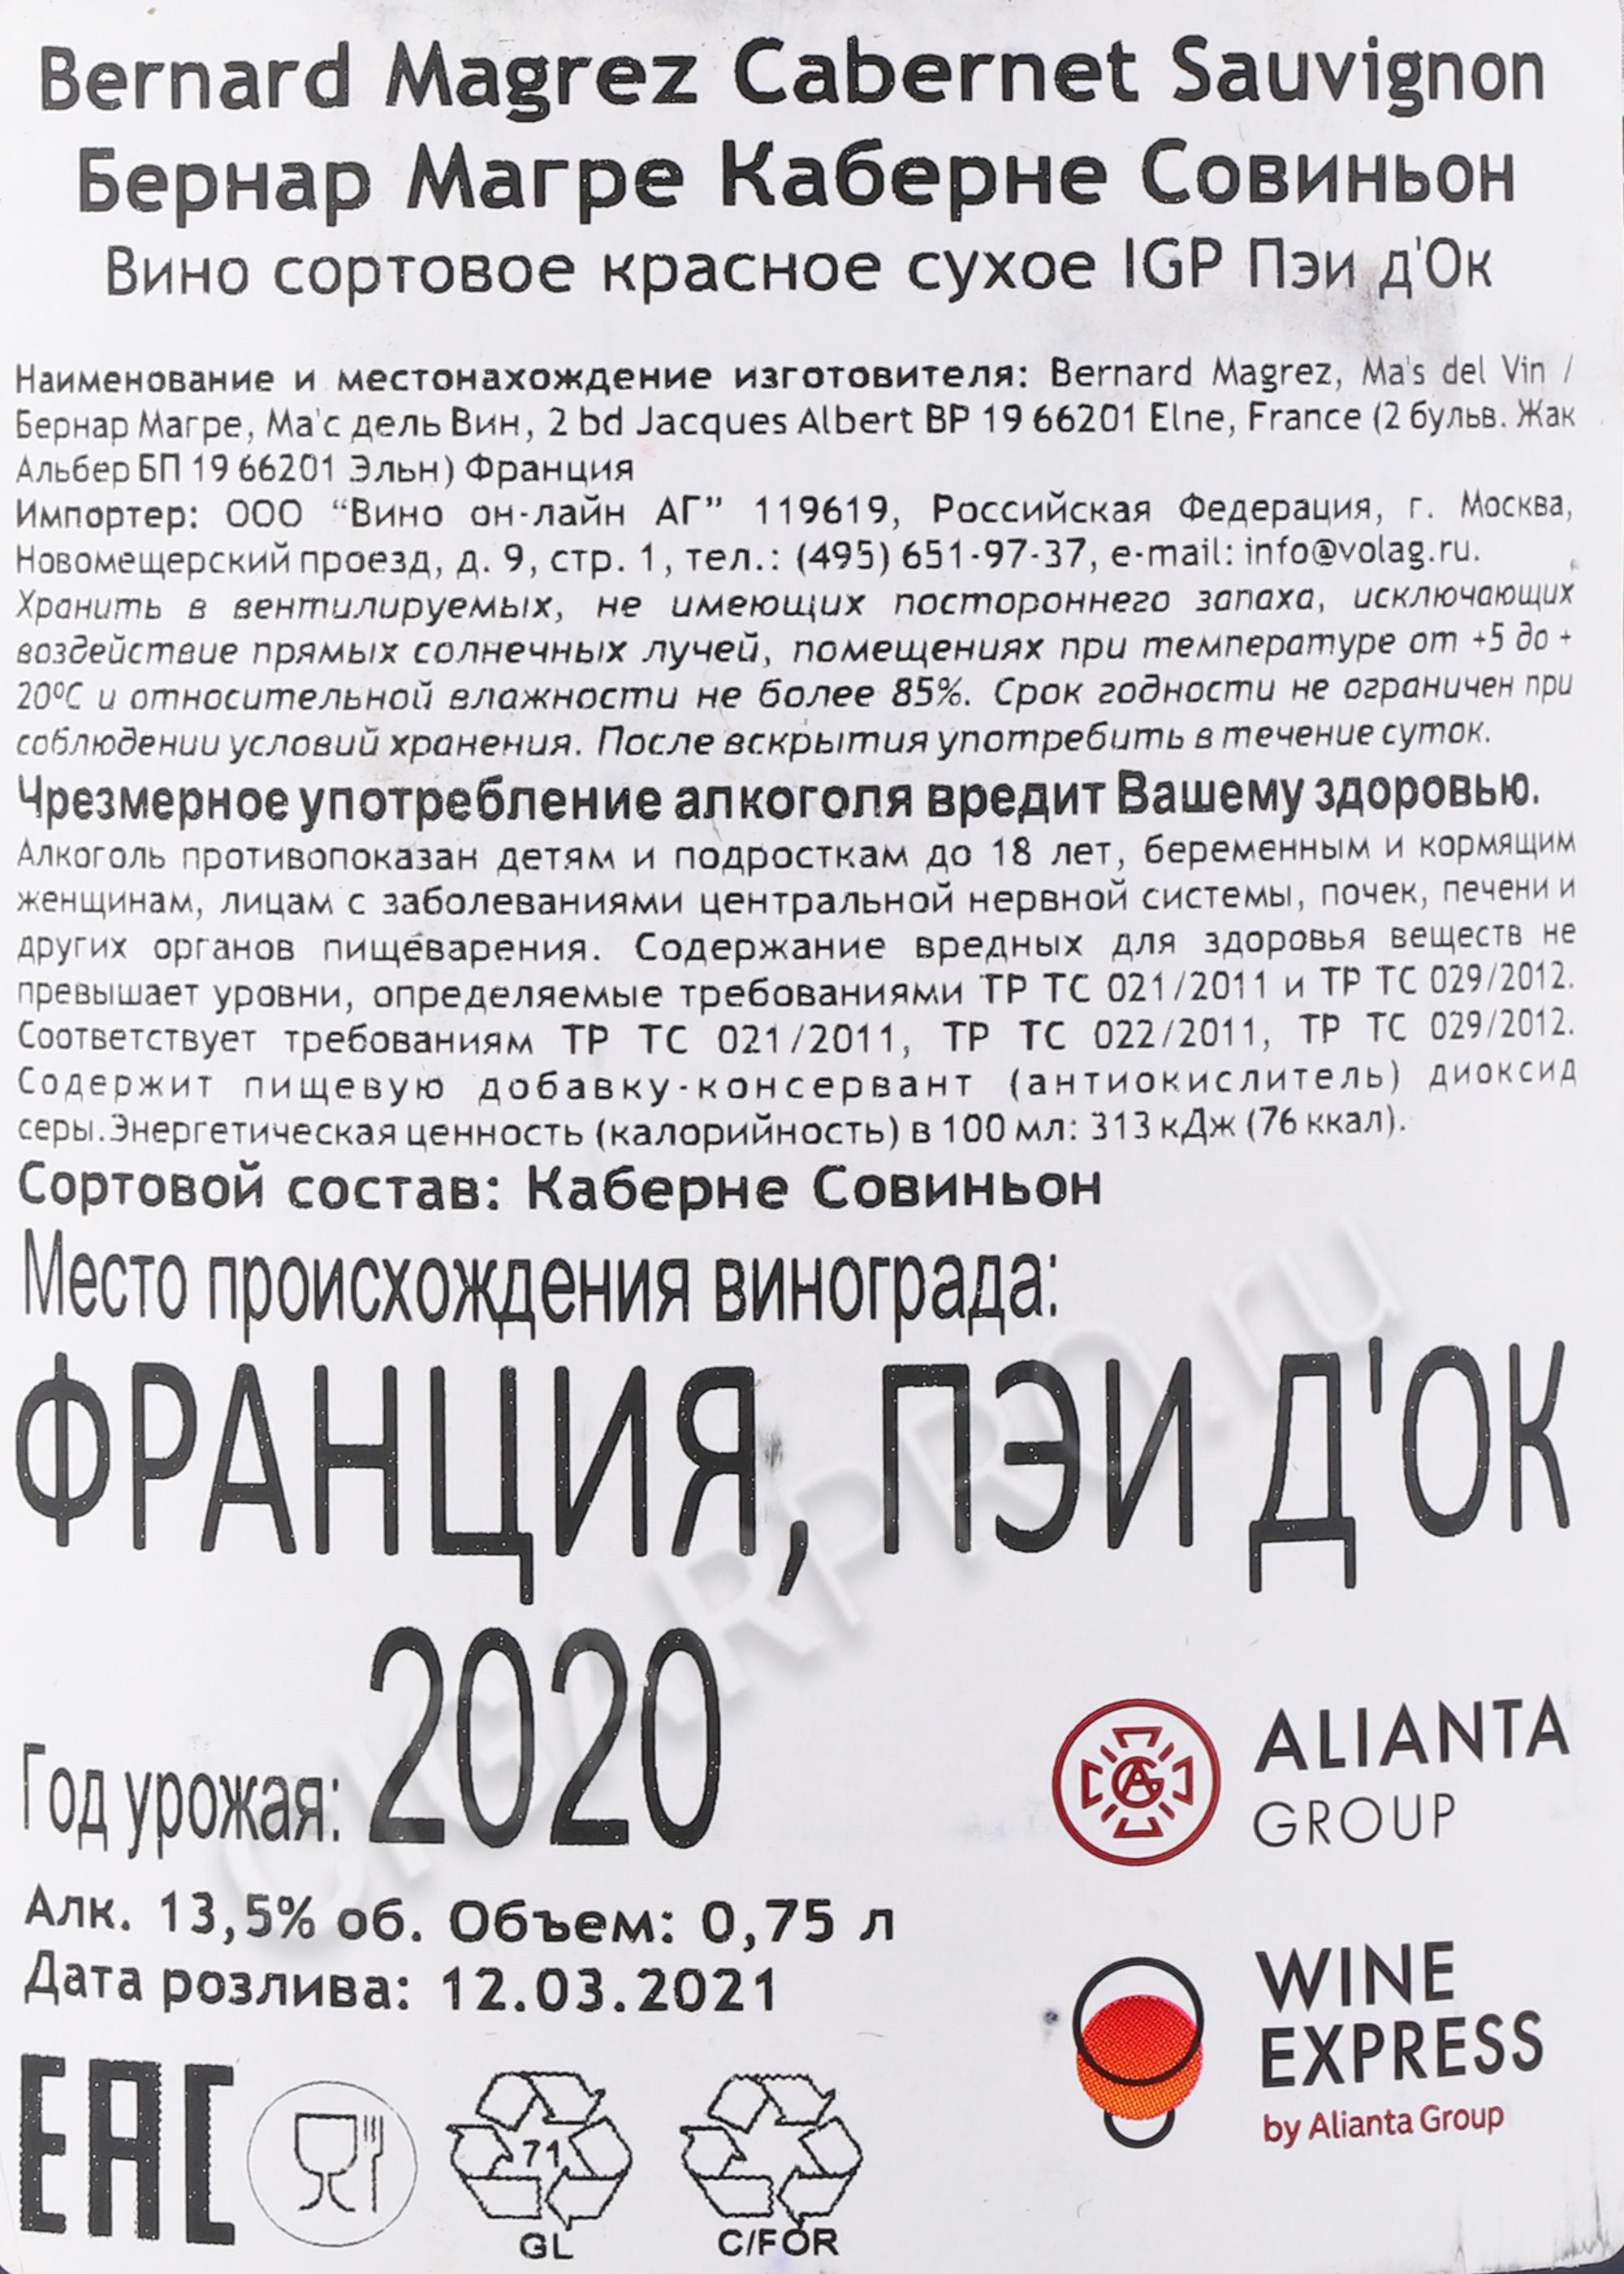 Bernard Magrez Cabernet Sauvignon
Бернар Магре Каберне Совиньон
Вино сортовое красное сухое IGP Пэи д'Ок
Наименование и местонахождение изготовителя: Bernard Magrez, Ma's del Vin /
Бернар Магре, Ма'с дель Вин, 2 bd Jacques Albert BP 19 66201 Elne, France (2 бульв. Жак
Альбер БП 19 66201 Эльн) Франция
Импортер: ООО “Вино он-лайн АГ” 119619, Российская Федерация, г. Москва,
Новомещерский проезд, д. 9, стр. 1, тел.: (495) 651-97-37, e-mail: info@volag.ru.
Хранить в вентилируемых, не имеющих постороннего запаха, исключающих
воздействие прямых солнечных лучей, помещениях при температуре от +5 до +
20ºС и относительной влажности не более 85%. Срок годности не ограничен при
соблюдении условий хранения. После вскрытия употребить в течение суток.
Чрезмерное употребление алкоголя вредит Вашему здоровью.
Алкоголь противопоказан детям и подросткам до 18 лет, беременным и кормящим
женщинам, лицам с заболеваниями центральной нервной системы, почек, печени и
других органов пищеварения. Содержание вредных для здоровья веществ не
превышает уровни, определяемые требованиями ТР ТС 021/2011 и ТР ТС 029/2012.
Соответствует требованиям ТР ТС 021/2011, ТР ТС 022/2011, ТР ТС 029/2012.
Содержит пищевую добавку-консервант (антиокислитель) диоксид
серы.Энергетическая ценность (калорийность) в 100 мл: 313 кДж (76 ккал).
Сортовой состав: Каберне Совиньон
Место происхождения винограда:
ФРАНЦИЯ, ПЭИ Д'ОК
Год урожая: 2020
Алк. 13,5% об. Объем: 0,75 л
Дата розлива: 12.03.2021
ALIANTA
GROUP
WINE
EXPRESS
by Alianta Group
EAC
71
GL
C/FOR
CIGARPRO.ru